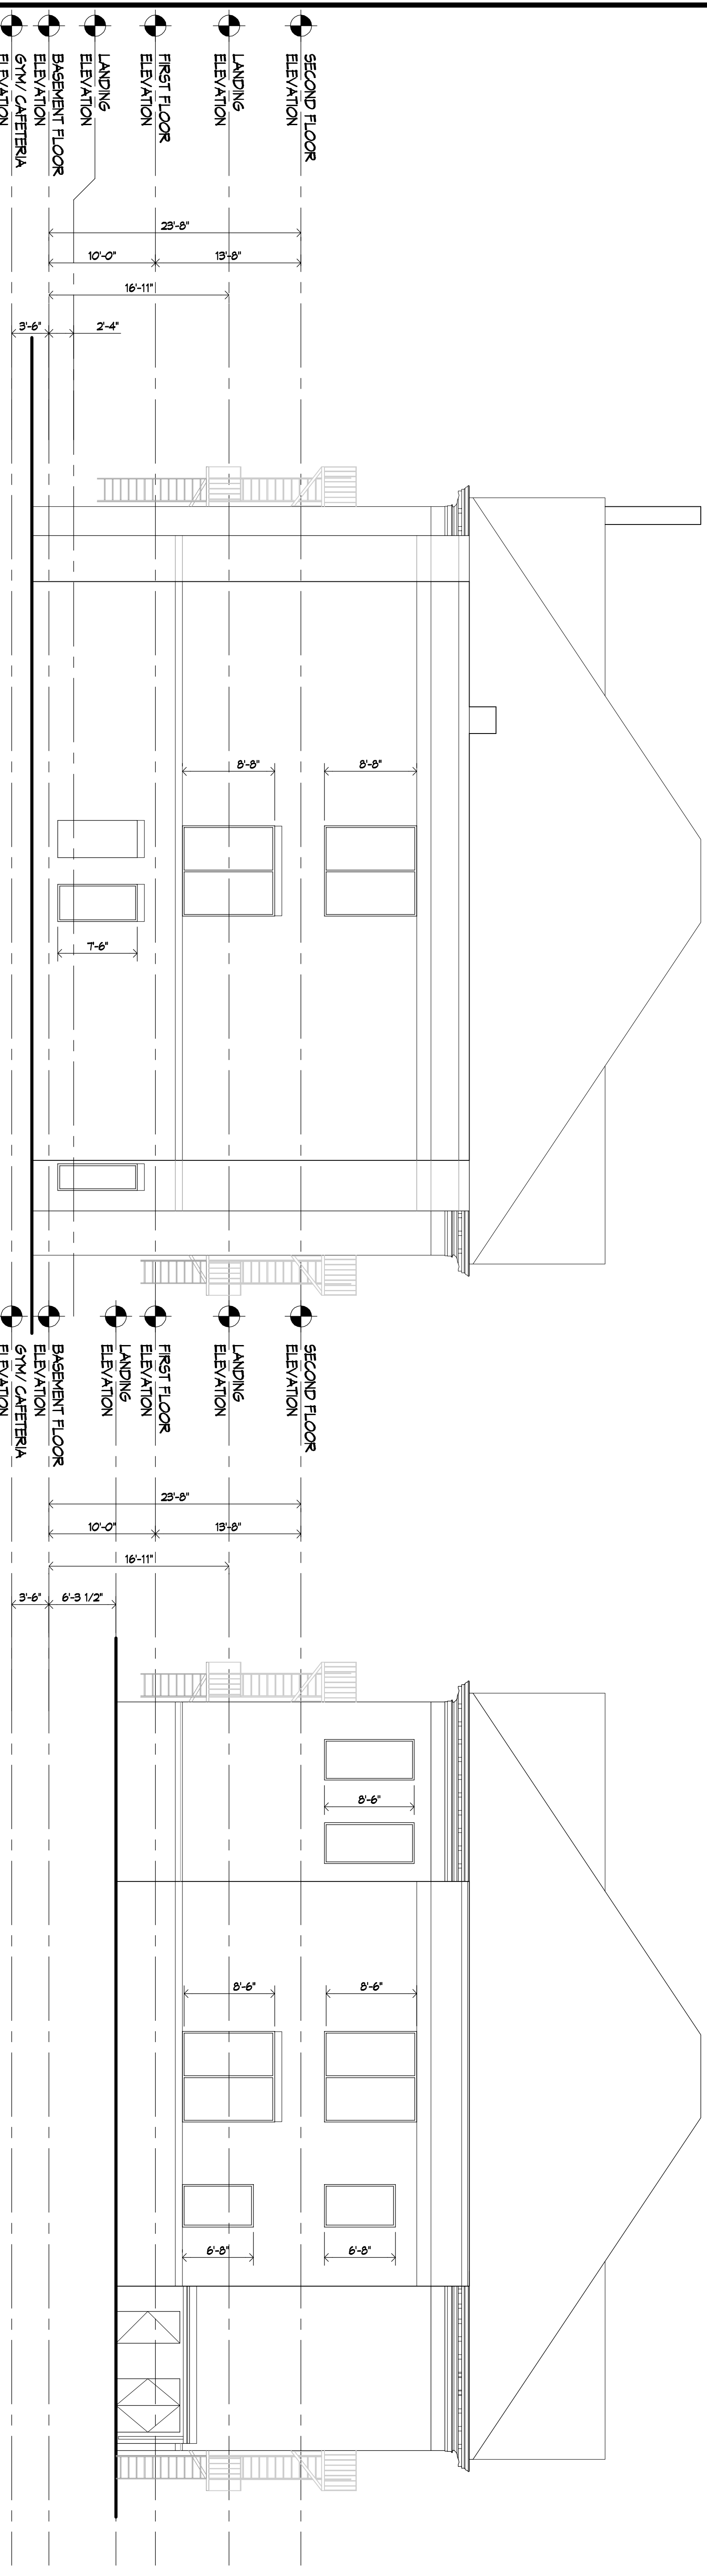 SECOND FLOOR
ELEVATION
LANDING
ELEVATION
FIRST FLOOR
ELEVATION
LANDING
ELEVATION
BASEMENT FLOOR
ELEVATION
GYM/ CAFETERIA
ELEVATION
23'-8"
10'-0"
13'-8"
16'-11"
3'-6"
2'-4"
8'-8"
8'-8"
7'-6"
SECOND FLOOR
ELEVATION
LANDING
ELEVATION
FIRST FLOOR
ELEVATION
LANDING
ELEVATION
BASEMENT FLOOR
ELEVATION
GYM/ CAFETERIA
ELEVATION
23'-8"
10'-0"
13'-8"
16'-11"
3'-6"
6'-3 1/2"
8'-6"
8'-6"
8'-6"
6'-8"
6'-8"